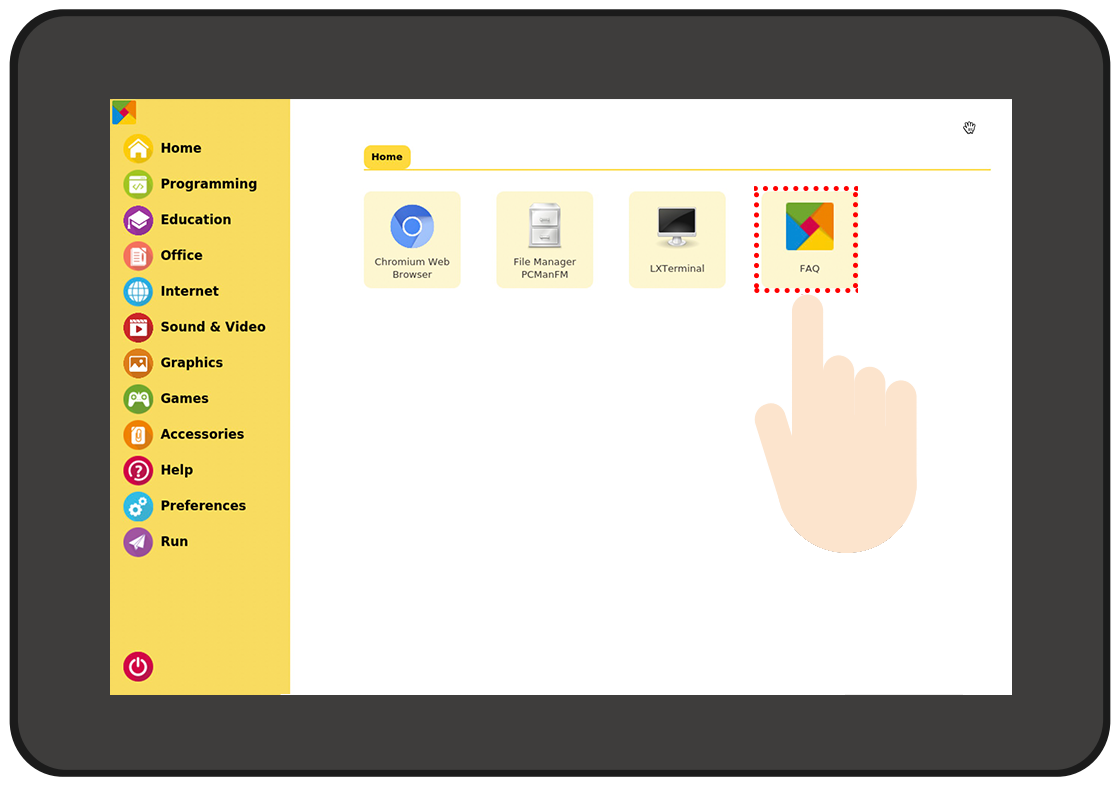 Home
Programming
Education
Office
Internet
Sound & Video
Graphics
Games
Accessories
Help
Preferences
Run
Home
Chromium Web
Browser
File Manager
PCManFM
LXTerminal
FAQ